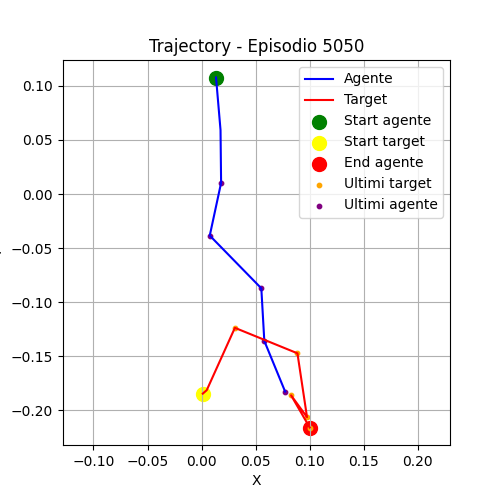 Trajectory - Episodio 5050
Agente
Target
Start agente
Start target
End agente
Ultimi target
Ultimi agente
0.10
0.05
0.00
−0.05
−0.10
−0.15
−0.20
−0.10
−0.05
0.00
0.05
0.10
0.15
0.20
X